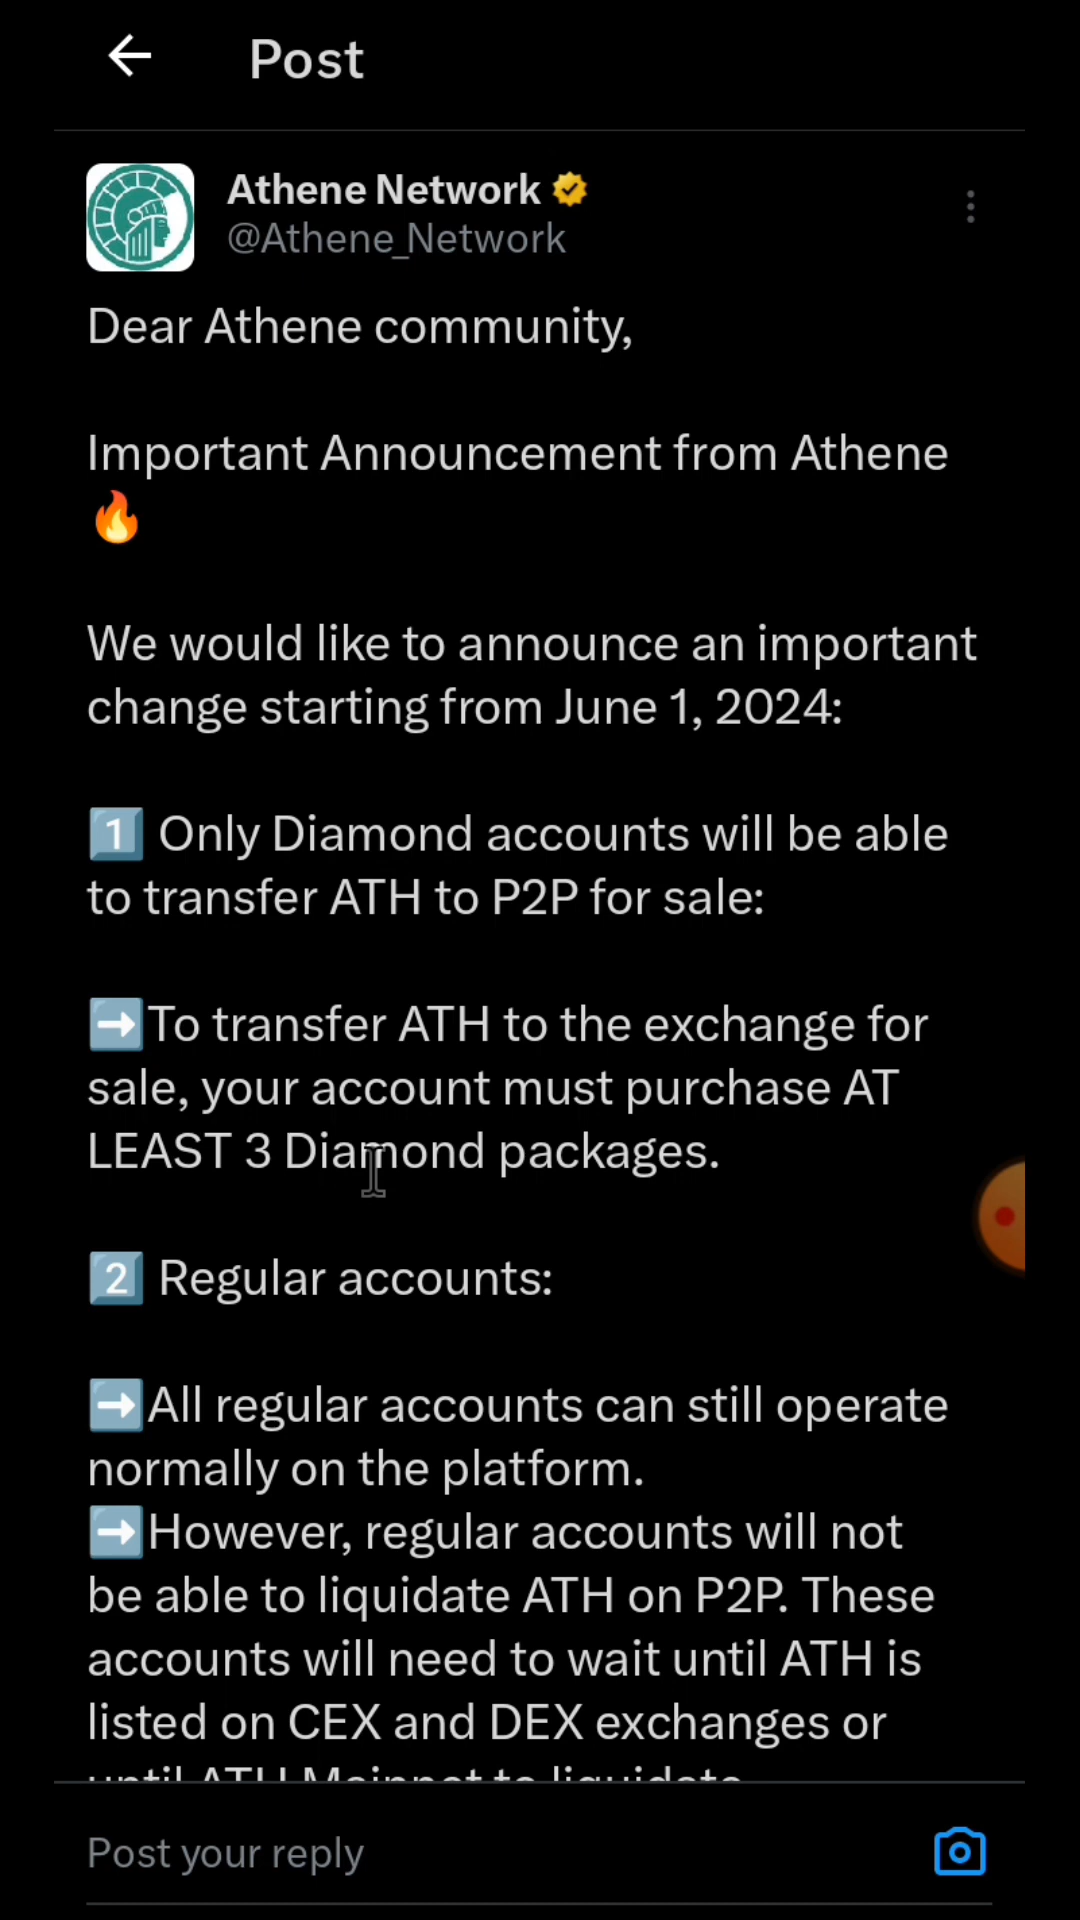 Post
Athene Network
@Athene_Network
Dear Athene community,
Important Announcement from Athene
🔥
We would like to announce an important
change starting from June 1, 2024:
1️⃣ Only Diamond accounts will be able
to transfer ATH to P2P for sale:
➡️To transfer ATH to the exchange for
sale, your account must purchase AT
LEAST 3 Diamond packages.
2️⃣ Regular accounts:
➡️All regular accounts can still operate
normally on the platform.
➡️However, regular accounts will not
be able to liquidate ATH on P2P. These
accounts will need to wait until ATH is
listed on CEX and DEX exchanges or
until ATH Mainnet to liquidate
Post your reply